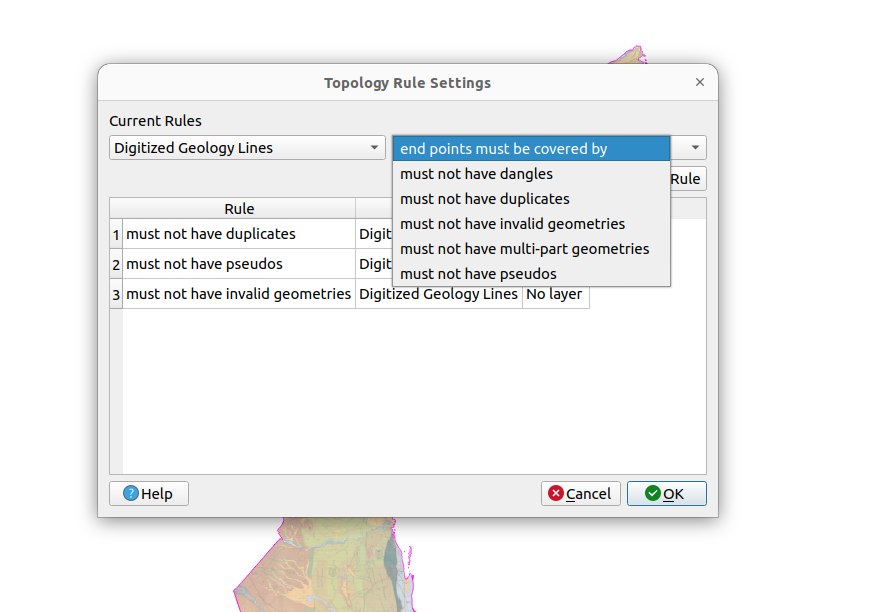 Topology Rule Settings
Current Rules
Digitized Geology Lines
end points must be covered by
must not have dangles
must not have duplicates
must not have invalid geometries
must not have multi-part geometries
must not have pseudos
Rule
Rule
1 must not have duplicates Digit
2 must not have pseudos Digit
3 must not have invalid geometries Digitized Geology Lines No layer
Help
Cancel
OK